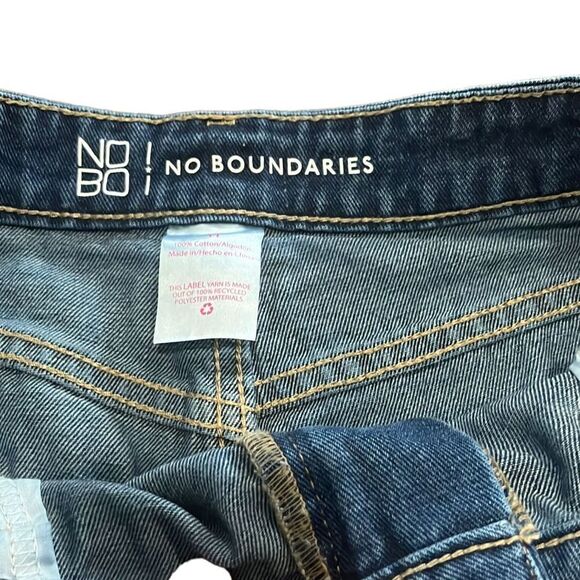 NO
BO
NO BOUNDARIES
100% Cotton/Algodon
Made in/Hecho en China
THIS LABEL YARN IS MADE
OUT OF 100% RECYCLED
POLYESTER MATERIALS.